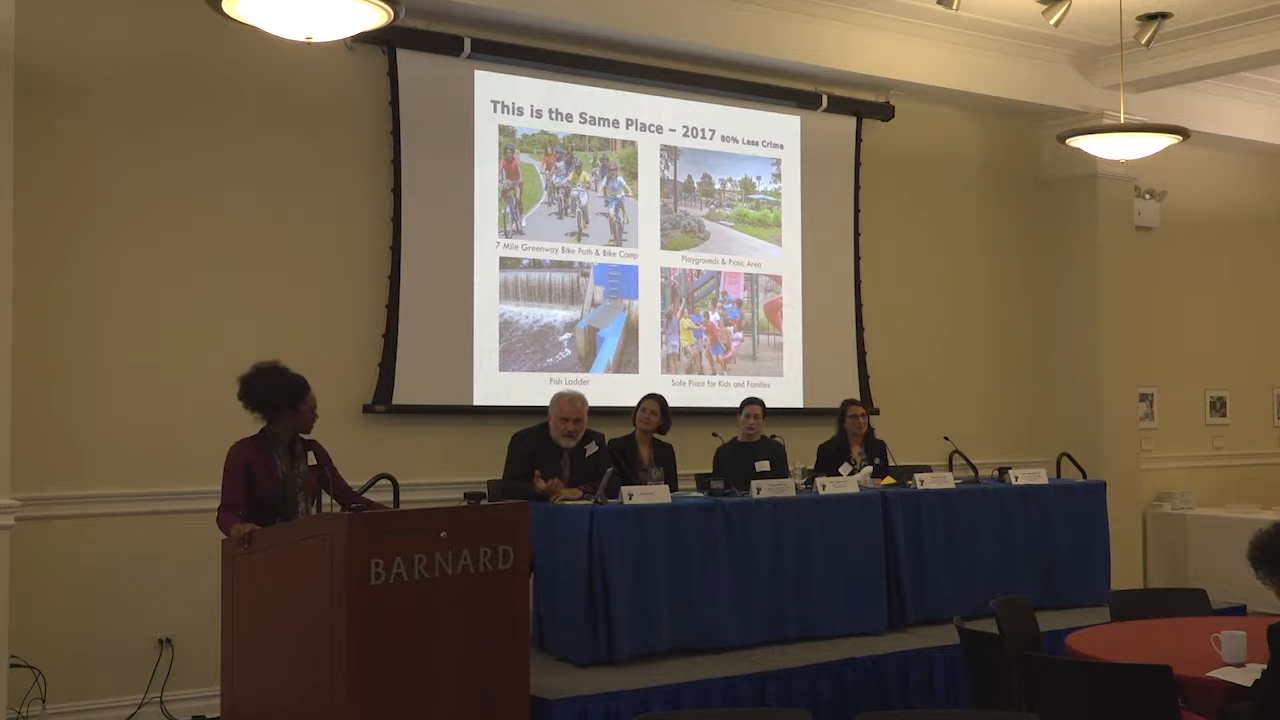 This is the Same Place – 2017 80% Less Crime
7 Mile Greenway Bike Path & Bike Camp
Playgrounds & Picnic Area
Fish Ladder
Safe Place for Kids and Families
BARNARD